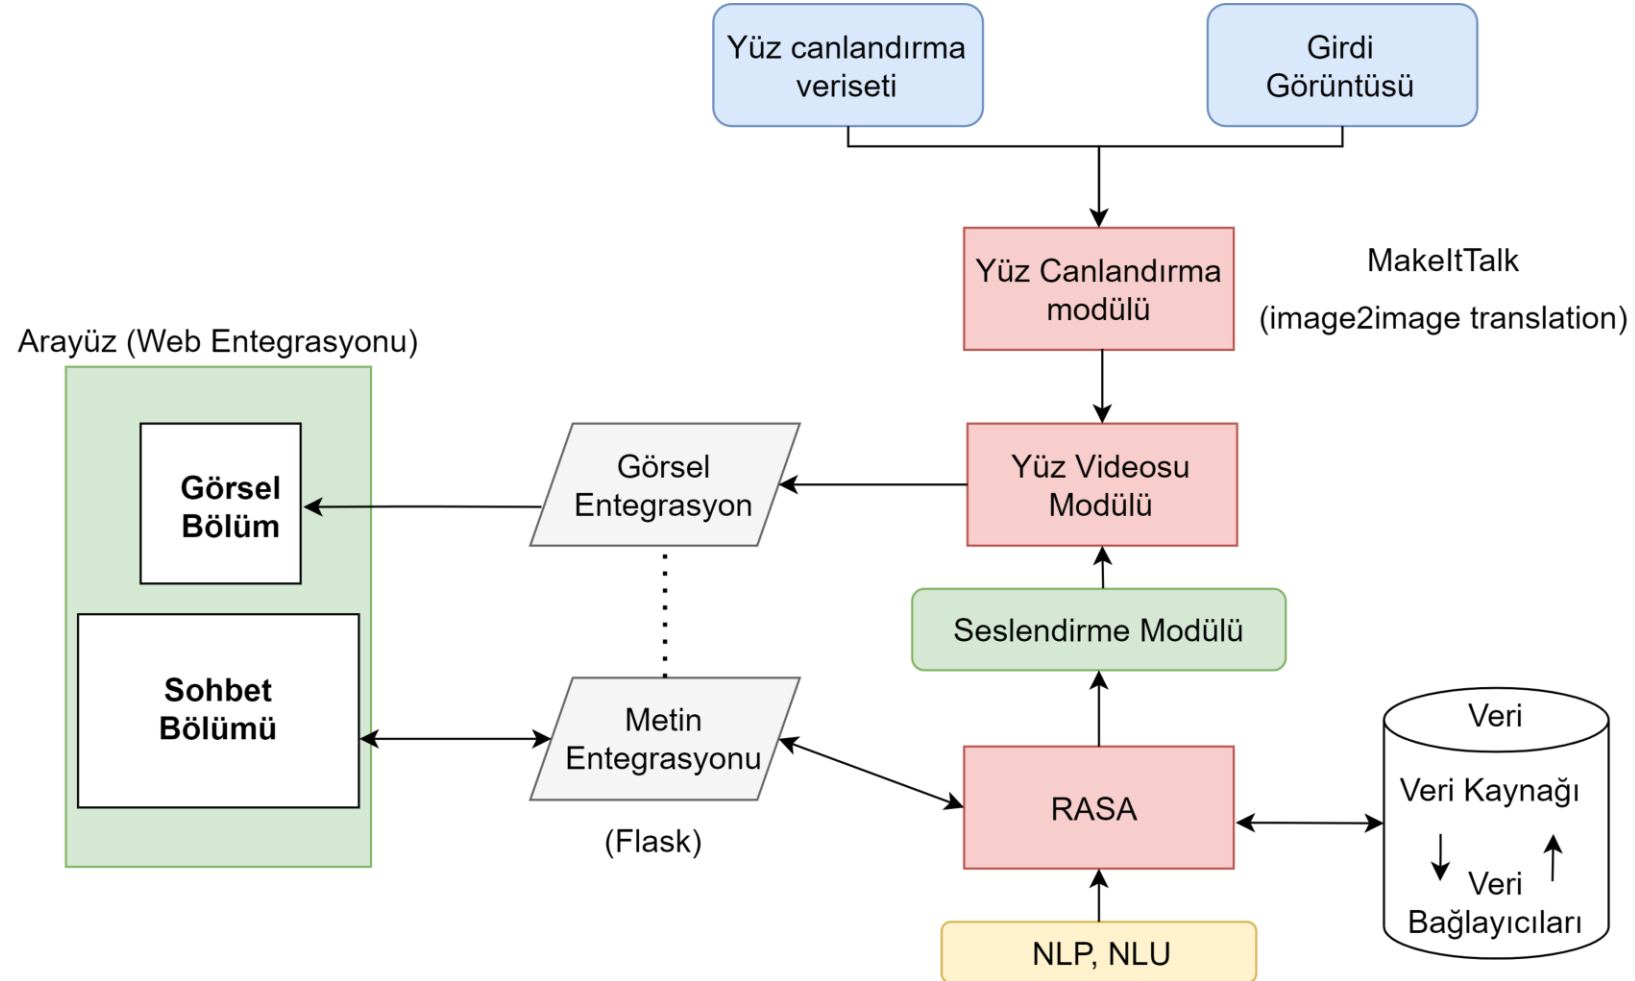 Yüz canlandırma
veriseti
Girdi
Görüntüsü
Yüz Canlandırma
modülü
MakeItTalk
(image2image translation)
Arayüz (Web Entegrasyonu)
Görsel
Bölüm
Görsel
Entegrasyon
Yüz Videosu
Modülü
Seslendirme Modülü
Sohbet
Bölümü
Metin
Entegrasyonu
(Flask)
RASA
Veri
Veri Kaynağı
Veri
Bağlayıcıları
NLP, NLU